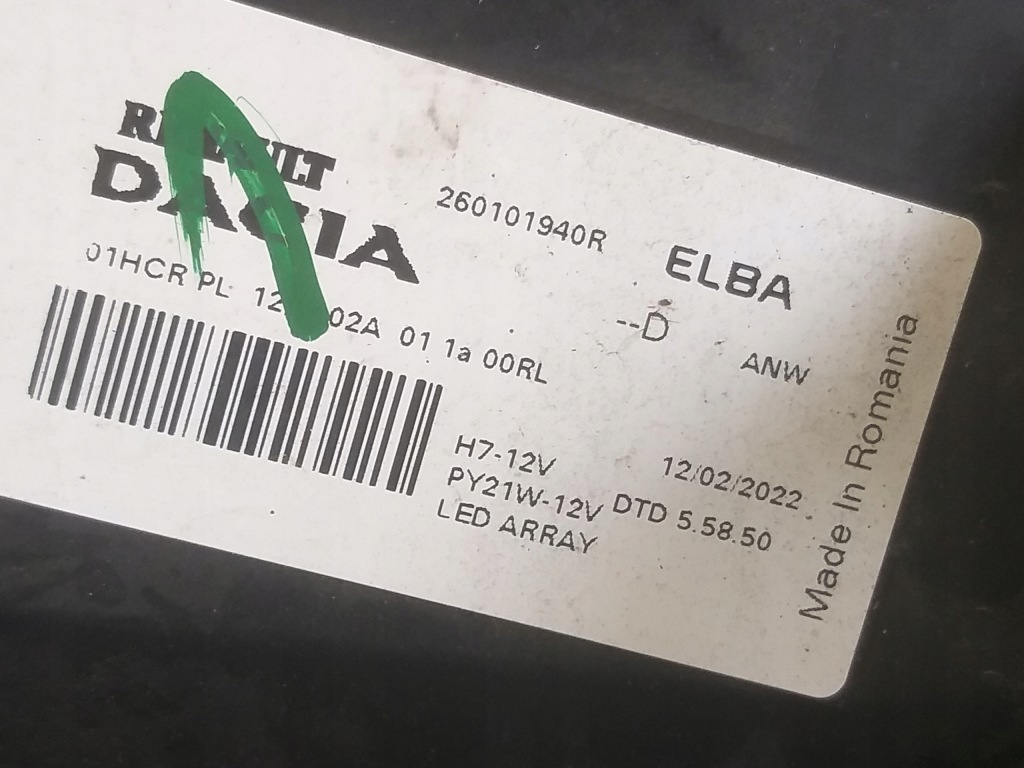 RENAULT
DACIA
260101940R
ELBA
01HCR PL 02A 01 1a 00RL
--D
ANW
H7-12V
12/02/2022
PY21W-12V
DTD 5.58.50
LED ARRAY
Made In Romania